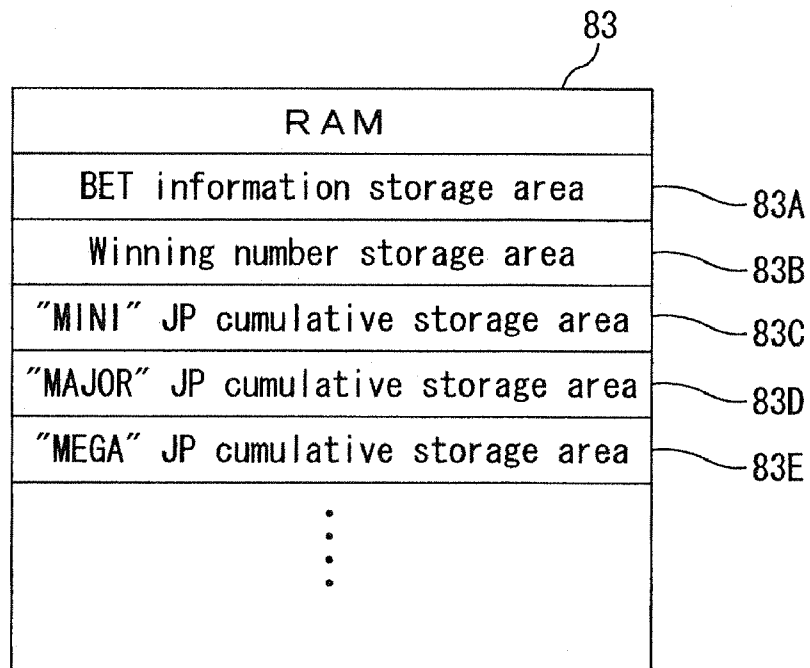 83
RAM
BET information storage area
83A
Winning number storage area
83B
"MINI" JP cumulative storage area
83C
"MAJOR" JP cumulative storage area
83D
"MEGA" JP cumulative storage area
83E